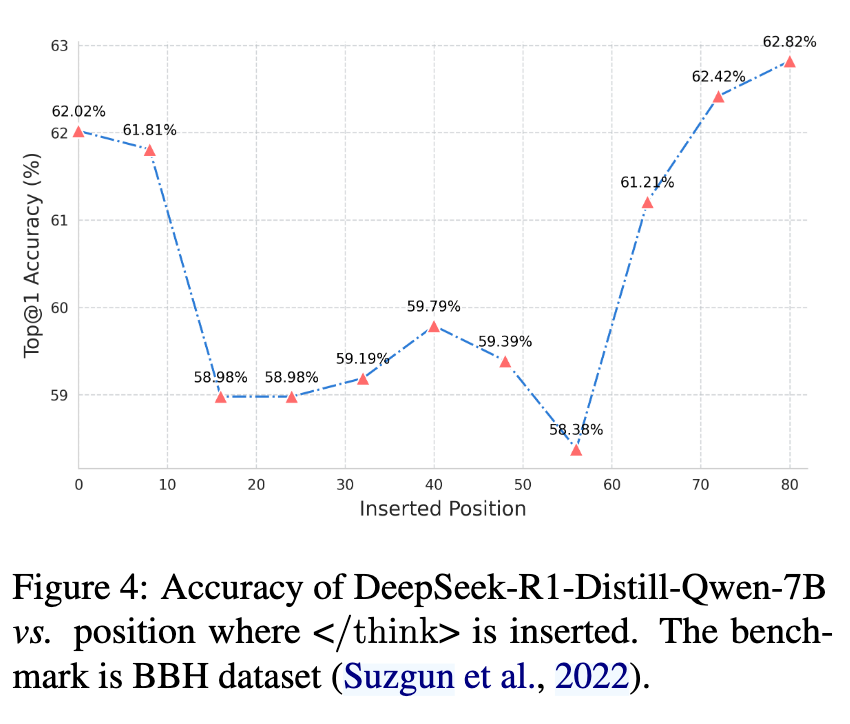 63
62.82%
62.42%
62.02%
61.81%
62
61.21%
61
Top@1 Accuracy (%)
60
59.79%
59.39%
59.19%
58.98%
58.98%
59
58.38%
0 10 20 30 40 50 60 70 80
Inserted Position
Figure 4: Accuracy of DeepSeek-R1-Distill-Qwen-7B
vs. position where </think> is inserted. The bench-
mark is BBH dataset (Suzgun et al., 2022).